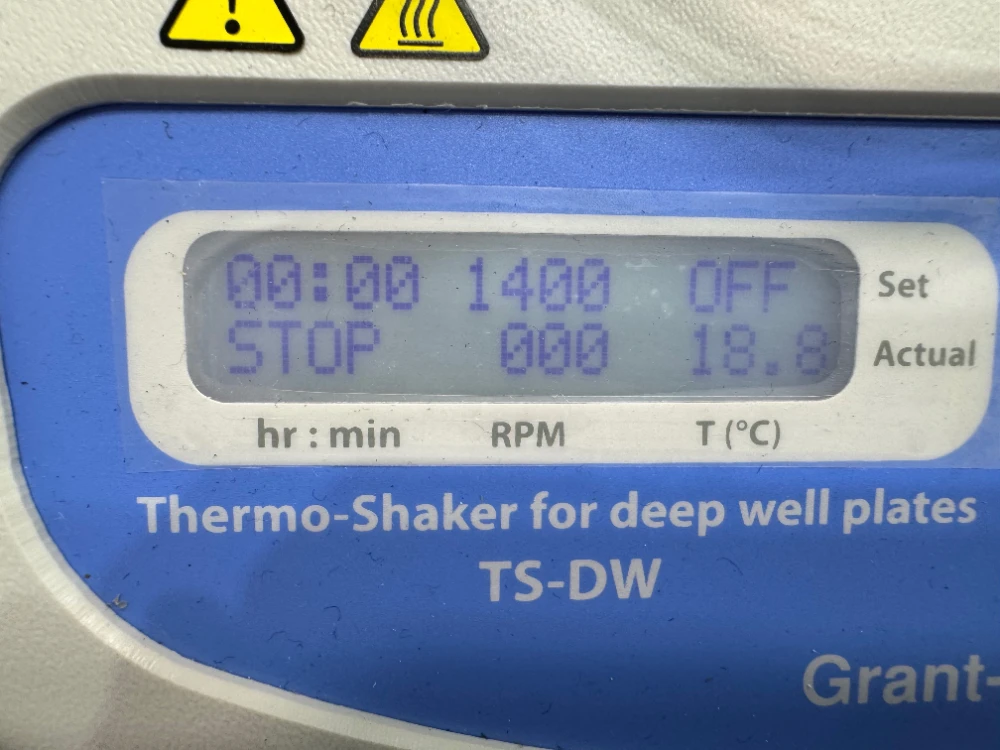 00:00 1400 OFF Set
STOP 000 18.8 Actual
hr : min RPM T (°C)
Thermo-Shaker for deep well plates
TS-DW
Grant-